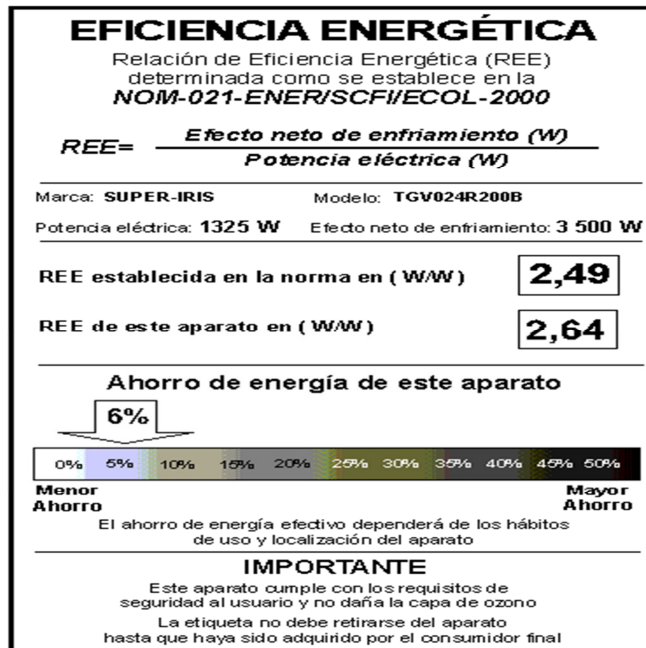 EFICIENCIA ENERGÉTICA
Relación de Eficiencia Energética (REE)
determinada como se establece en la
NOM-021-ENER/SCFI/ECOL-2000
REE= Efecto neto de enfriamiento (W)
Potencia eléctrica (W)
Marca: SUPER-IRIS Modelo: TGV024R200B
Potencia eléctrica: 1325 W Efecto neto de enfriamiento: 3 500 W
REE establecida en la norma en ( W/W ) 2,49
REE de este aparato en ( W/W ) 2,64
Ahorro de energía de este aparato
6%
0% 5% 10% 15% 20% 25% 30% 35% 40% 45% 50%
Menor Mayor
Ahorro Ahorro
El ahorro de energía efectivo dependerá de los hábitos
de uso y localización del aparato
IMPORTANTE
Este aparato cumple con los requisitos de
seguridad al usuario y no daña la capa de ozono
La etiqueta no debe retirarse del aparato
hasta que haya sido adquirido por el consumidor final